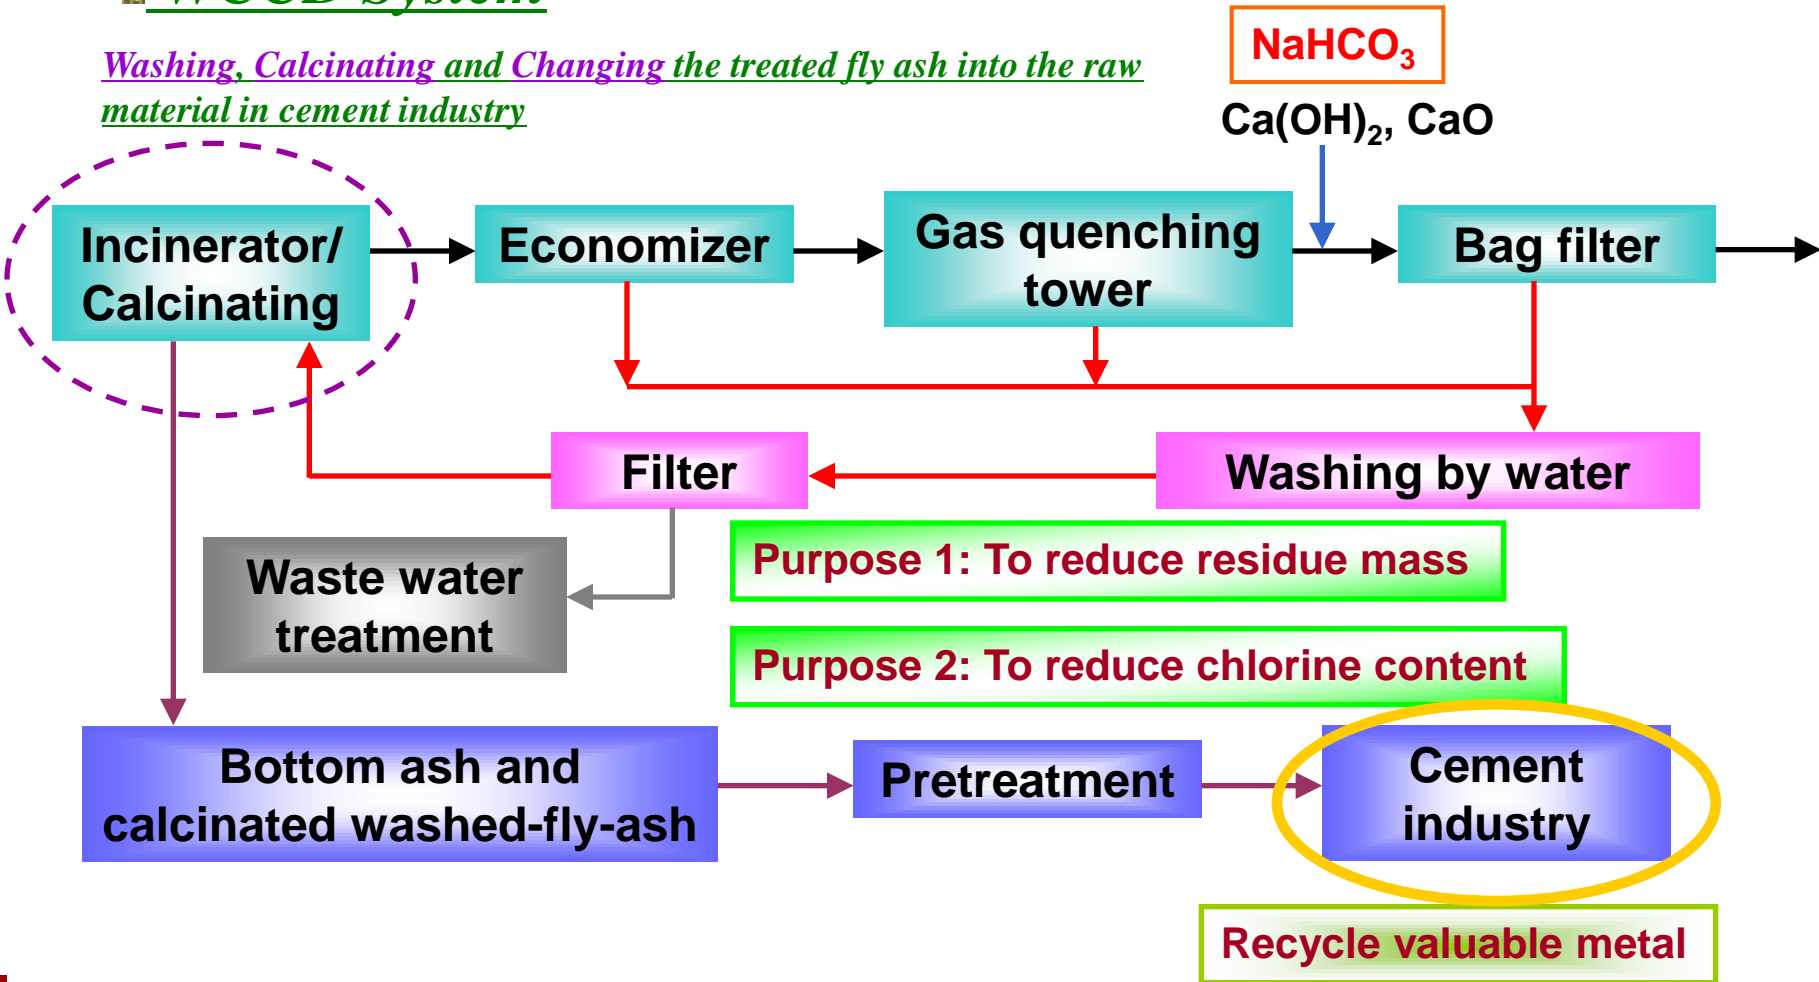 System
Washing, Calcinating and Changing the treated fly ash into the raw
material in cement industry
NaHCO₃
Ca(OH)₂, CaO
Incinerator/
Calcinating
Economizer
Gas quenching
tower
Bag filter
Filter
Washing by water
Waste water
treatment
Purpose 1: To reduce residue mass
Purpose 2: To reduce chlorine content
Bottom ash and
calcinated washed-fly-ash
Pretreatment
Cement
industry
Recycle valuable metal